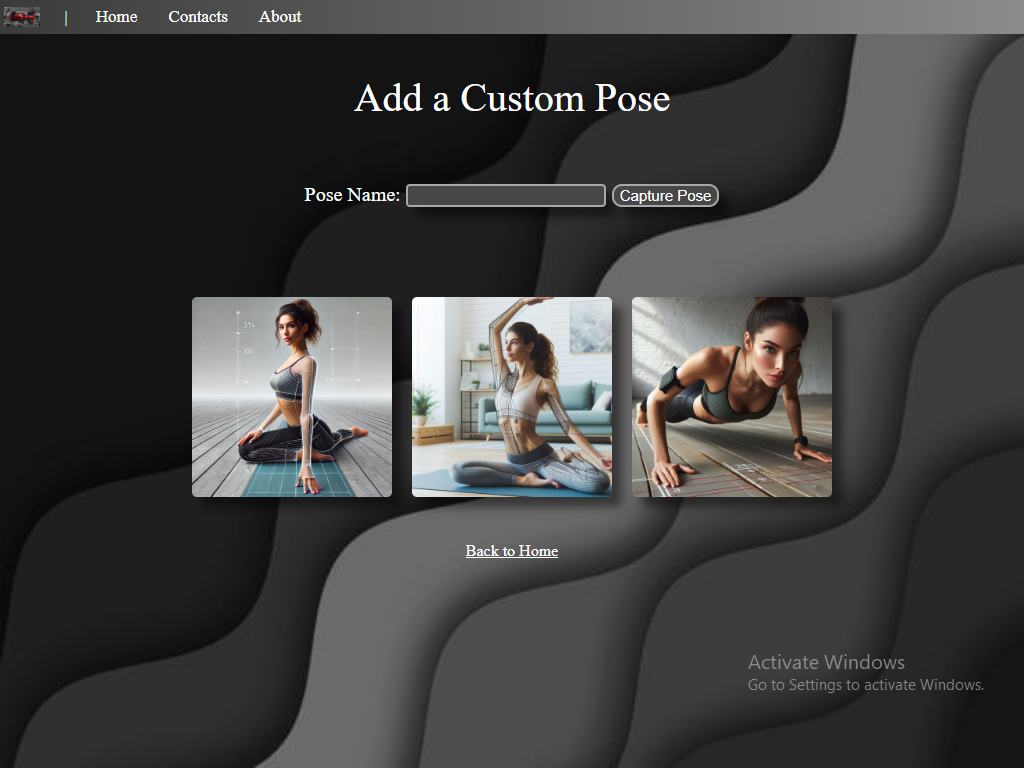 | Home Contacts About
Add a Custom Pose
Pose Name: Capture Pose
Back to Home
Activate Windows
Go to Settings to activate Windows.